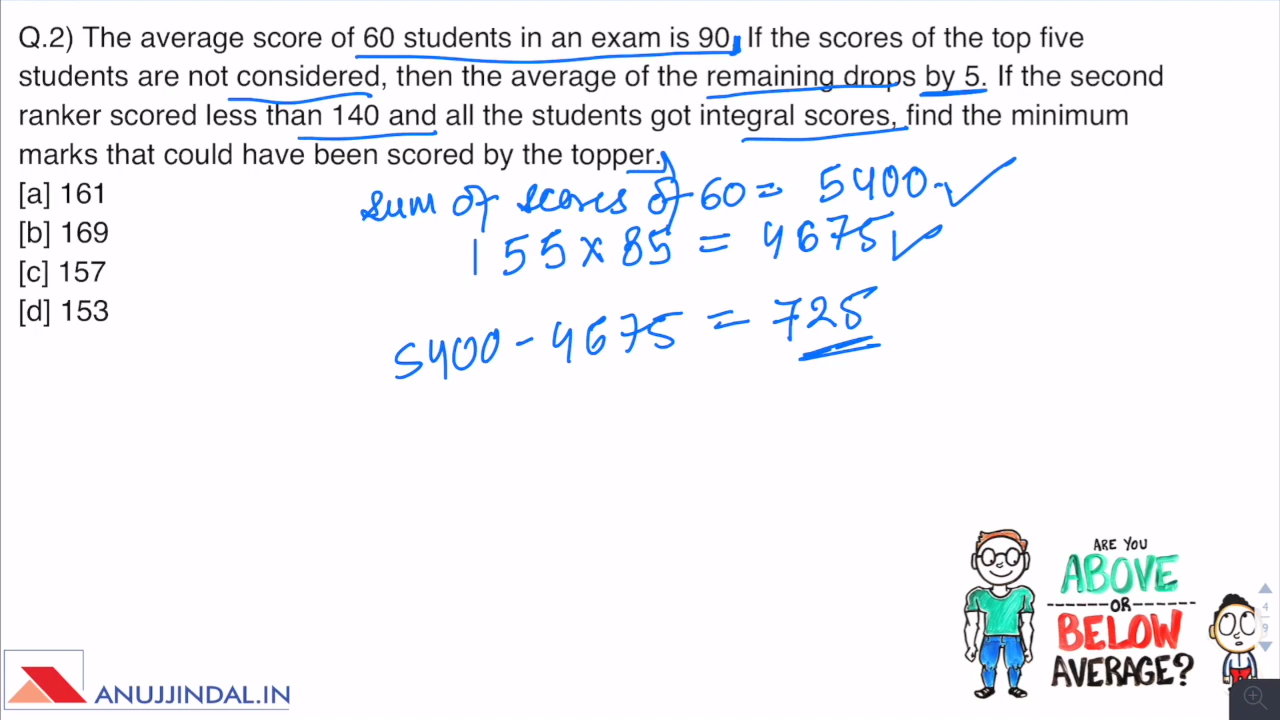 Q.2) The average score of 60 students in an exam is 90. If the scores of the top five
students are not considered, then the average of the remaining drops by 5. If the second
ranker scored less than 140 and all the students got integral scores, find the minimum
marks that could have been scored by the topper.
[a] 161
[b] 169
[c] 157
[d] 153
sum of scores of 60 = 5400
55 × 85 = 4675
5400 - 4675 = 725
ARE YOU
ABOVE
OR
BELOW
AVERAGE?
4
9
ANUJJINDAL.IN